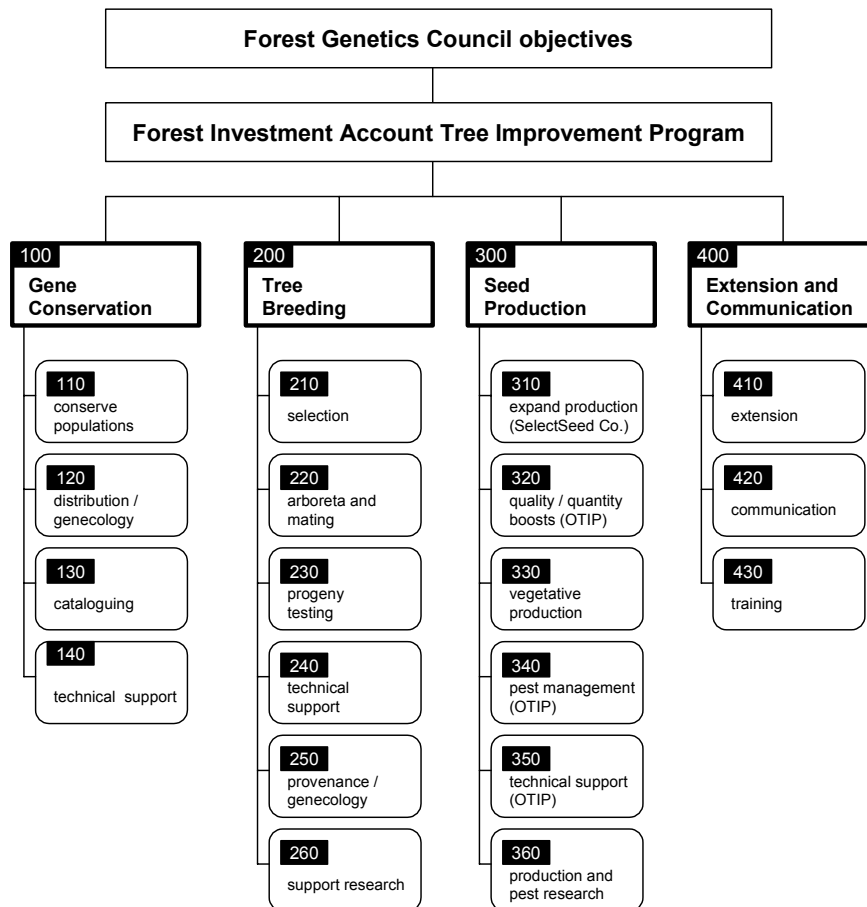 Forest Genetics Council objectives
Forest Investment Account Tree Improvement Program
100
Gene
Conservation
110
conserve
populations
120
distribution /
genecology
130
cataloguing
140
technical support
200
Tree
Breeding
210
selection
220
arboreta and
mating
230
progeny
testing
240
technical
support
250
provenance /
genecology
260
support research
300
Seed
Production
310
expand production
(SelectSeed Co.)
320
quality / quantity
boosts (OTIP)
330
vegetative
production
340
pest management
(OTIP)
350
technical support
(OTIP)
360
production and
pest research
400
Extension and
Communication
410
extension
420
communication
430
training